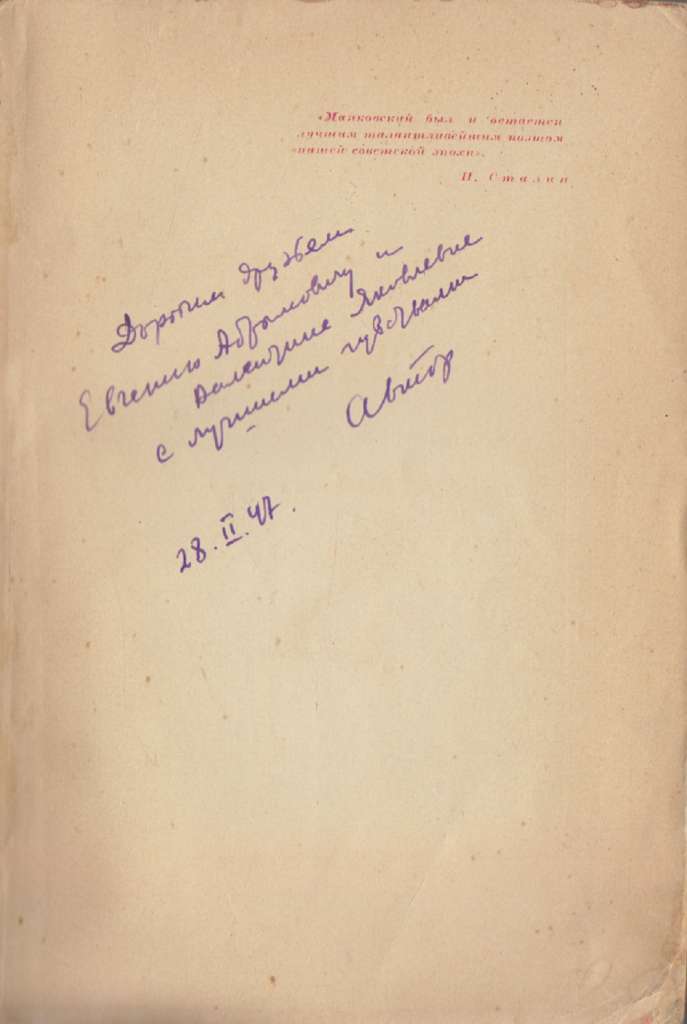 «Маяковский был и остается
лучшим талантливейшим поэтом
«нашей советской эпохи».
И. Сталин
Дорогим друзьям
Евгению Абрамовичу и
Валентине Яковлевне
с лучшими чувствами
Автор
28.II.47.